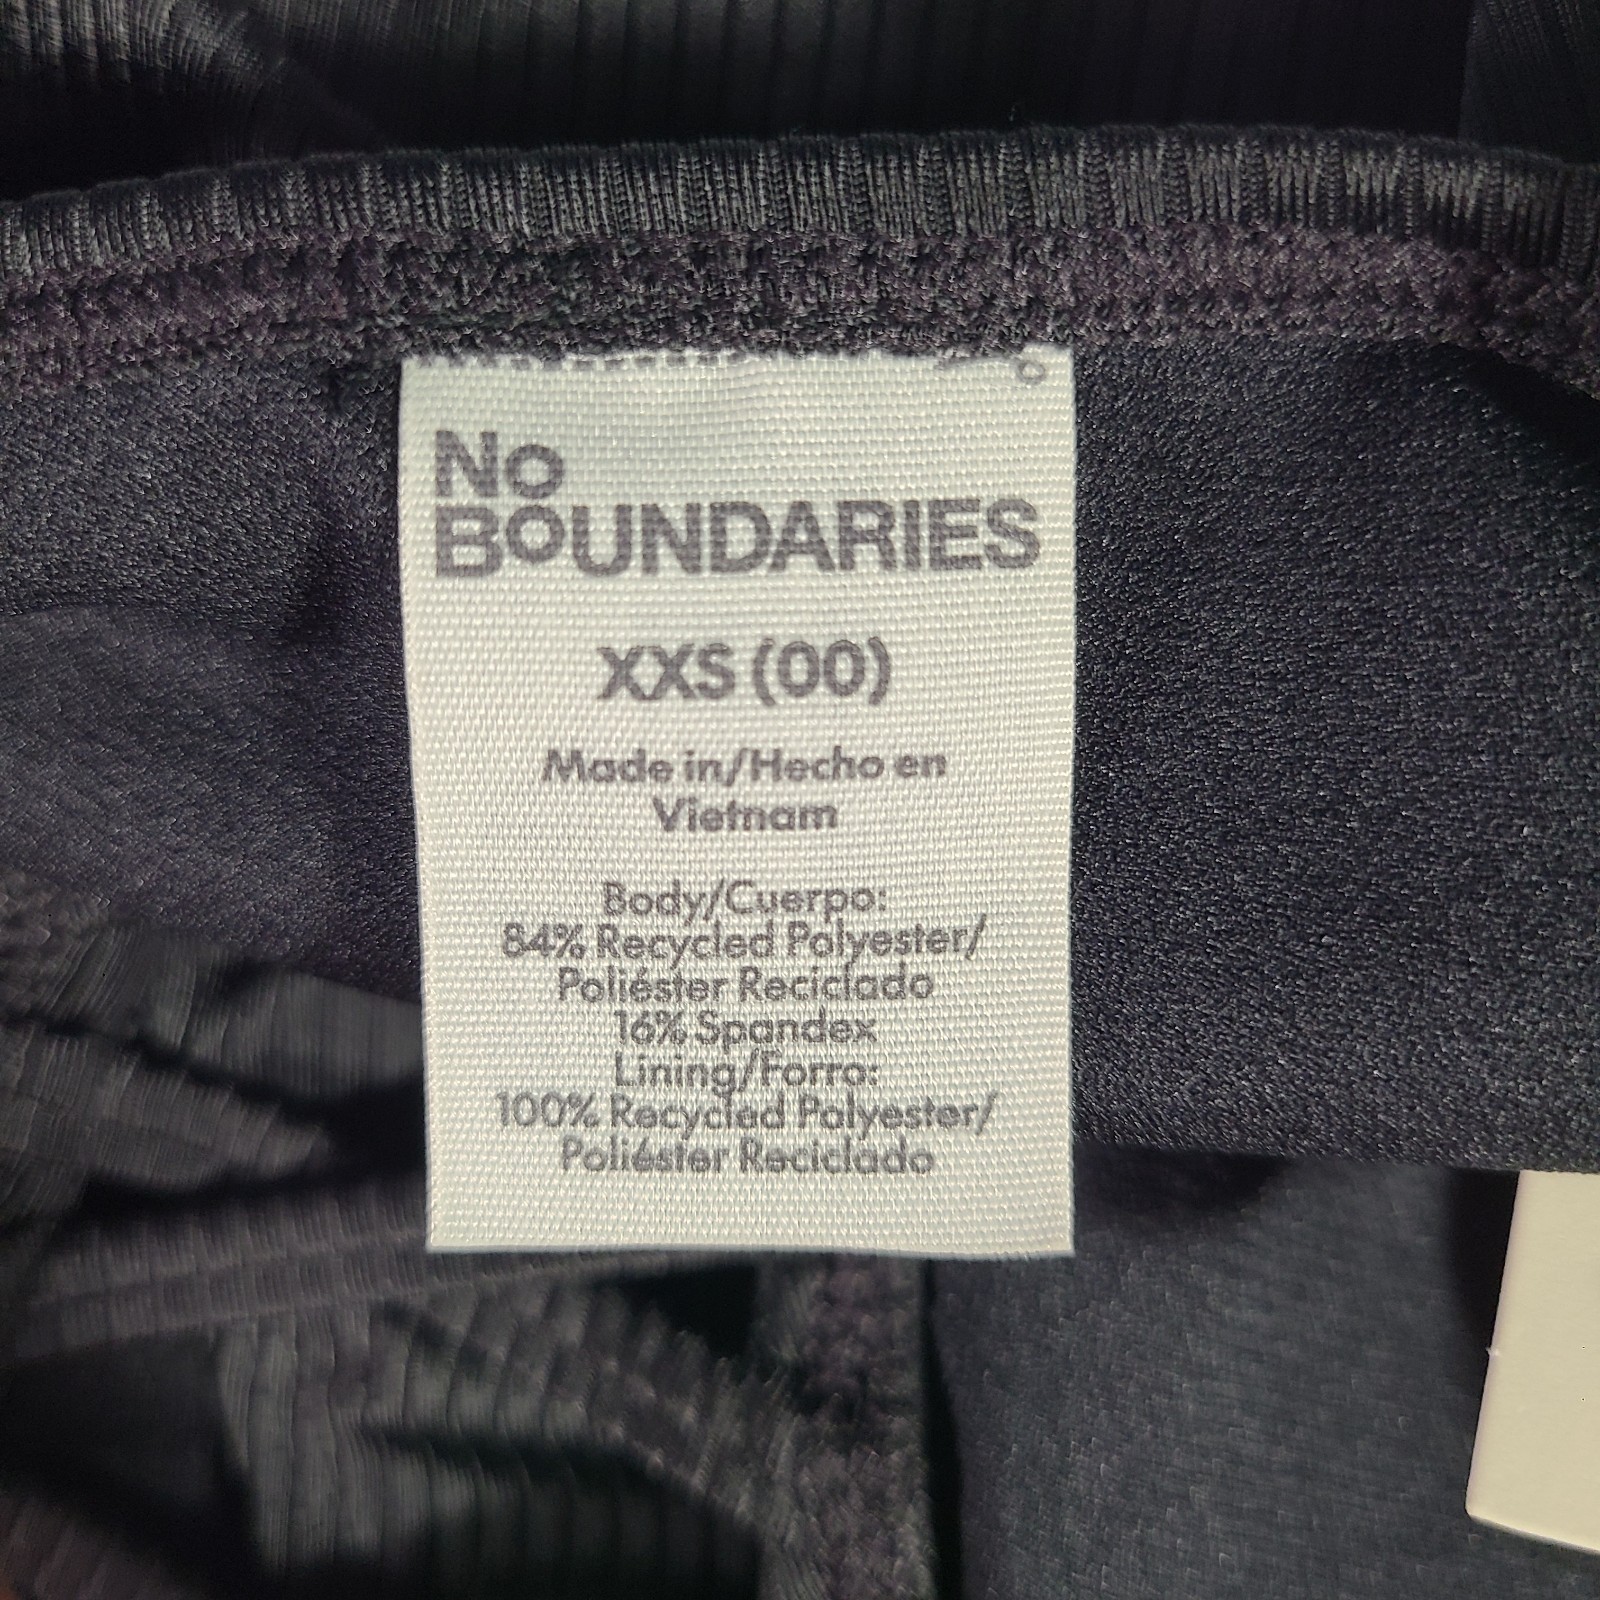 No
BoUNDARIES
XXS (00)
Made in/Hecho en
Vietnam
Body/Cuerpo:
84% Recycled Polyester/
Poliéster Reciclado
16% Spandex
Lining/Forro:
100% Recycled Polyester/
Poliéster Reciclado